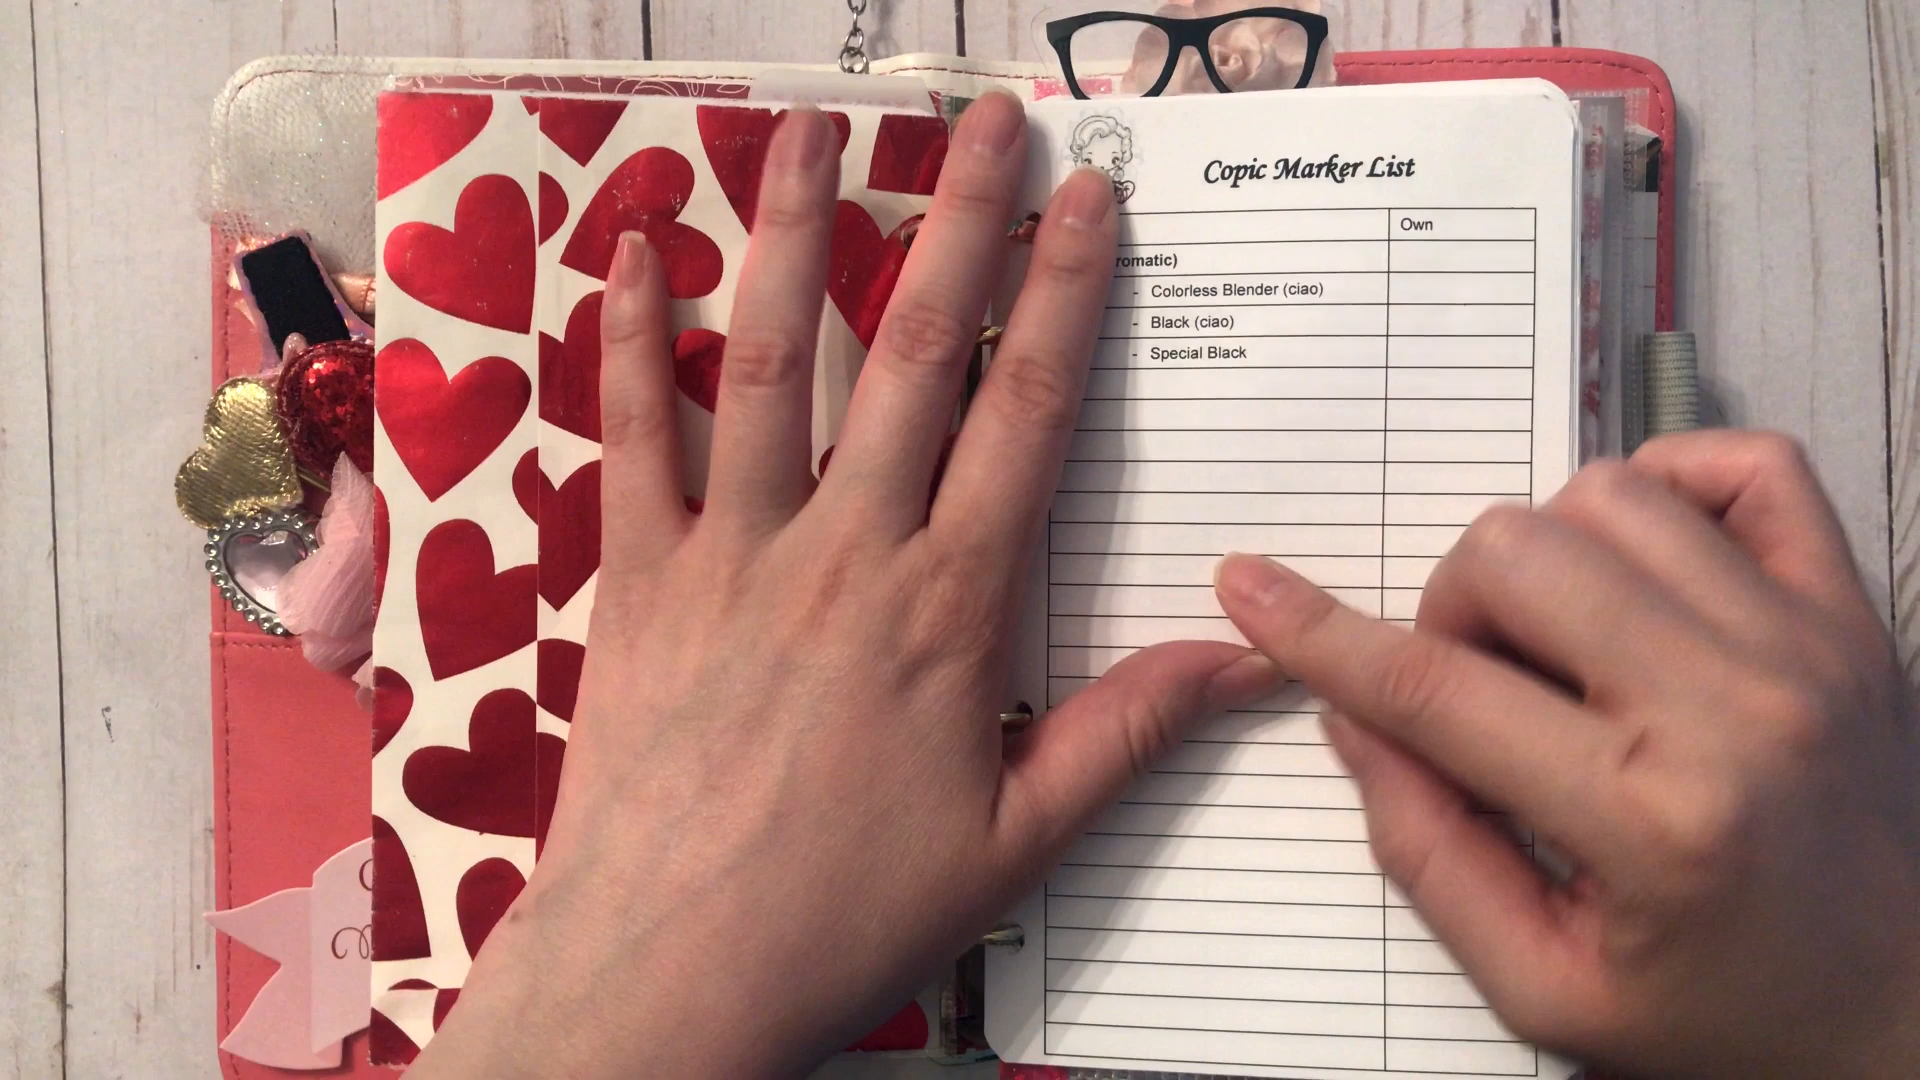 Copic Marker List
Own
romatic)
- Colorless Blender (ciao)
- Black (ciao)
- Special Black